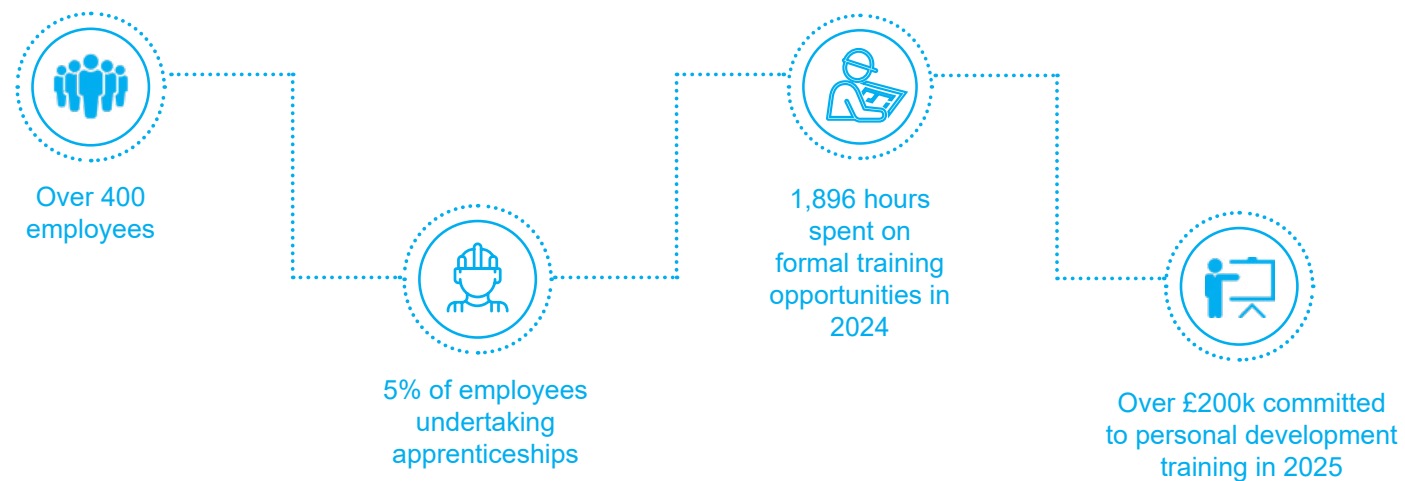 Over 400
employees
5% of employees
undertaking
apprenticeships
1,896 hours
spent on
formal training
opportunities in
2024
Over £200k committed
to personal development
training in 2025